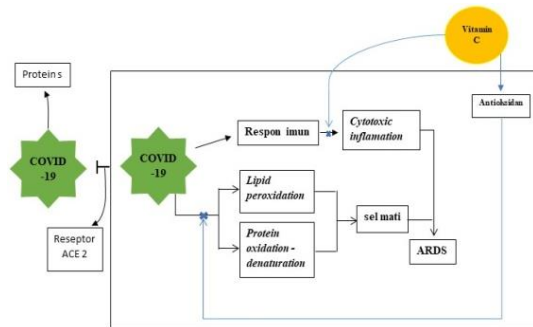 Vitamin
C
Protein s
Antioksidan
Respon imun
Cytotoxic
inflamation
COVID
-19
COVID
-19
Lipid
peroxidation
sel mati
Reseptor
ACE 2
Protein
oxidation -
denaturation
ARDS